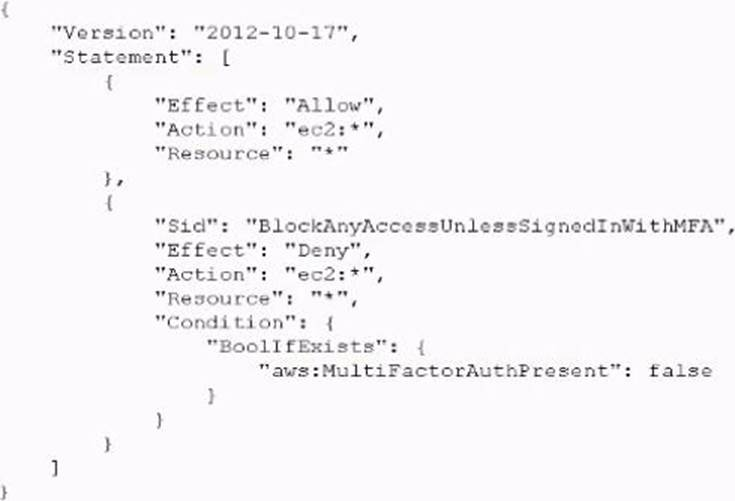 {
    "Version": "2012-10-17",
    "Statement": [
        {
            "Effect": "Allow",
            "Action": "ec2:*",
            "Resource": "*"
        },
        {
            "Sid": "BlockAnyAccessUnlessSignedInWithMFA",
            "Effect": "Deny",
            "Action": "ec2:*",
            "Resource": "*",
            "Condition": {
                "BoolIfExists": {
                    "aws:MultiFactorAuthPresent": false
                }
            }
        }
    ]
}